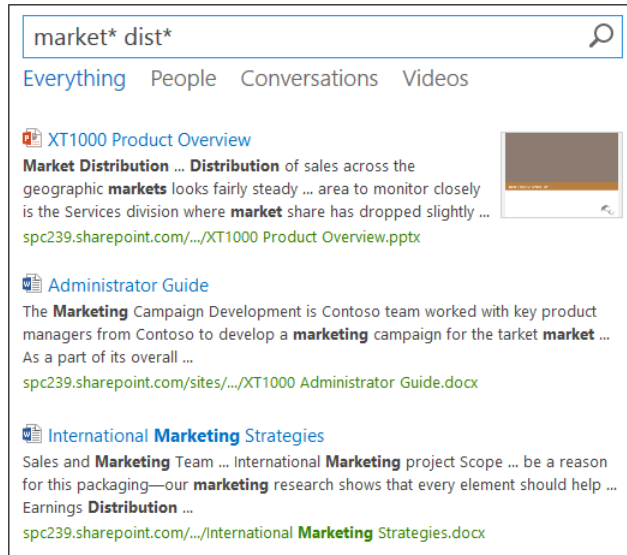 market* dist*
Everything People Conversations Videos
XT1000 Product Overview
Market Distribution ... Distribution of sales across the
geographic markets looks fairly steady ... area to monitor closely
is the Services division where market share has dropped slightly ...
spc239.sharepoint.com/.../XT1000 Product Overview.pptx
Administrator Guide
The Marketing Campaign Development is Contoso team worked with key product
managers from Contoso to develop a marketing campaign for the tarket market ...
As a part of its overall ...
spc239.sharepoint.com/sites/.../XT1000 Administrator Guide.docx
International Marketing Strategies
Sales and Marketing Team ... International Marketing project Scope ... be a reason
for this packaging—our marketing research shows that every element should help ...
Earnings Distribution ...
spc239.sharepoint.com/.../International Marketing Strategies.docx